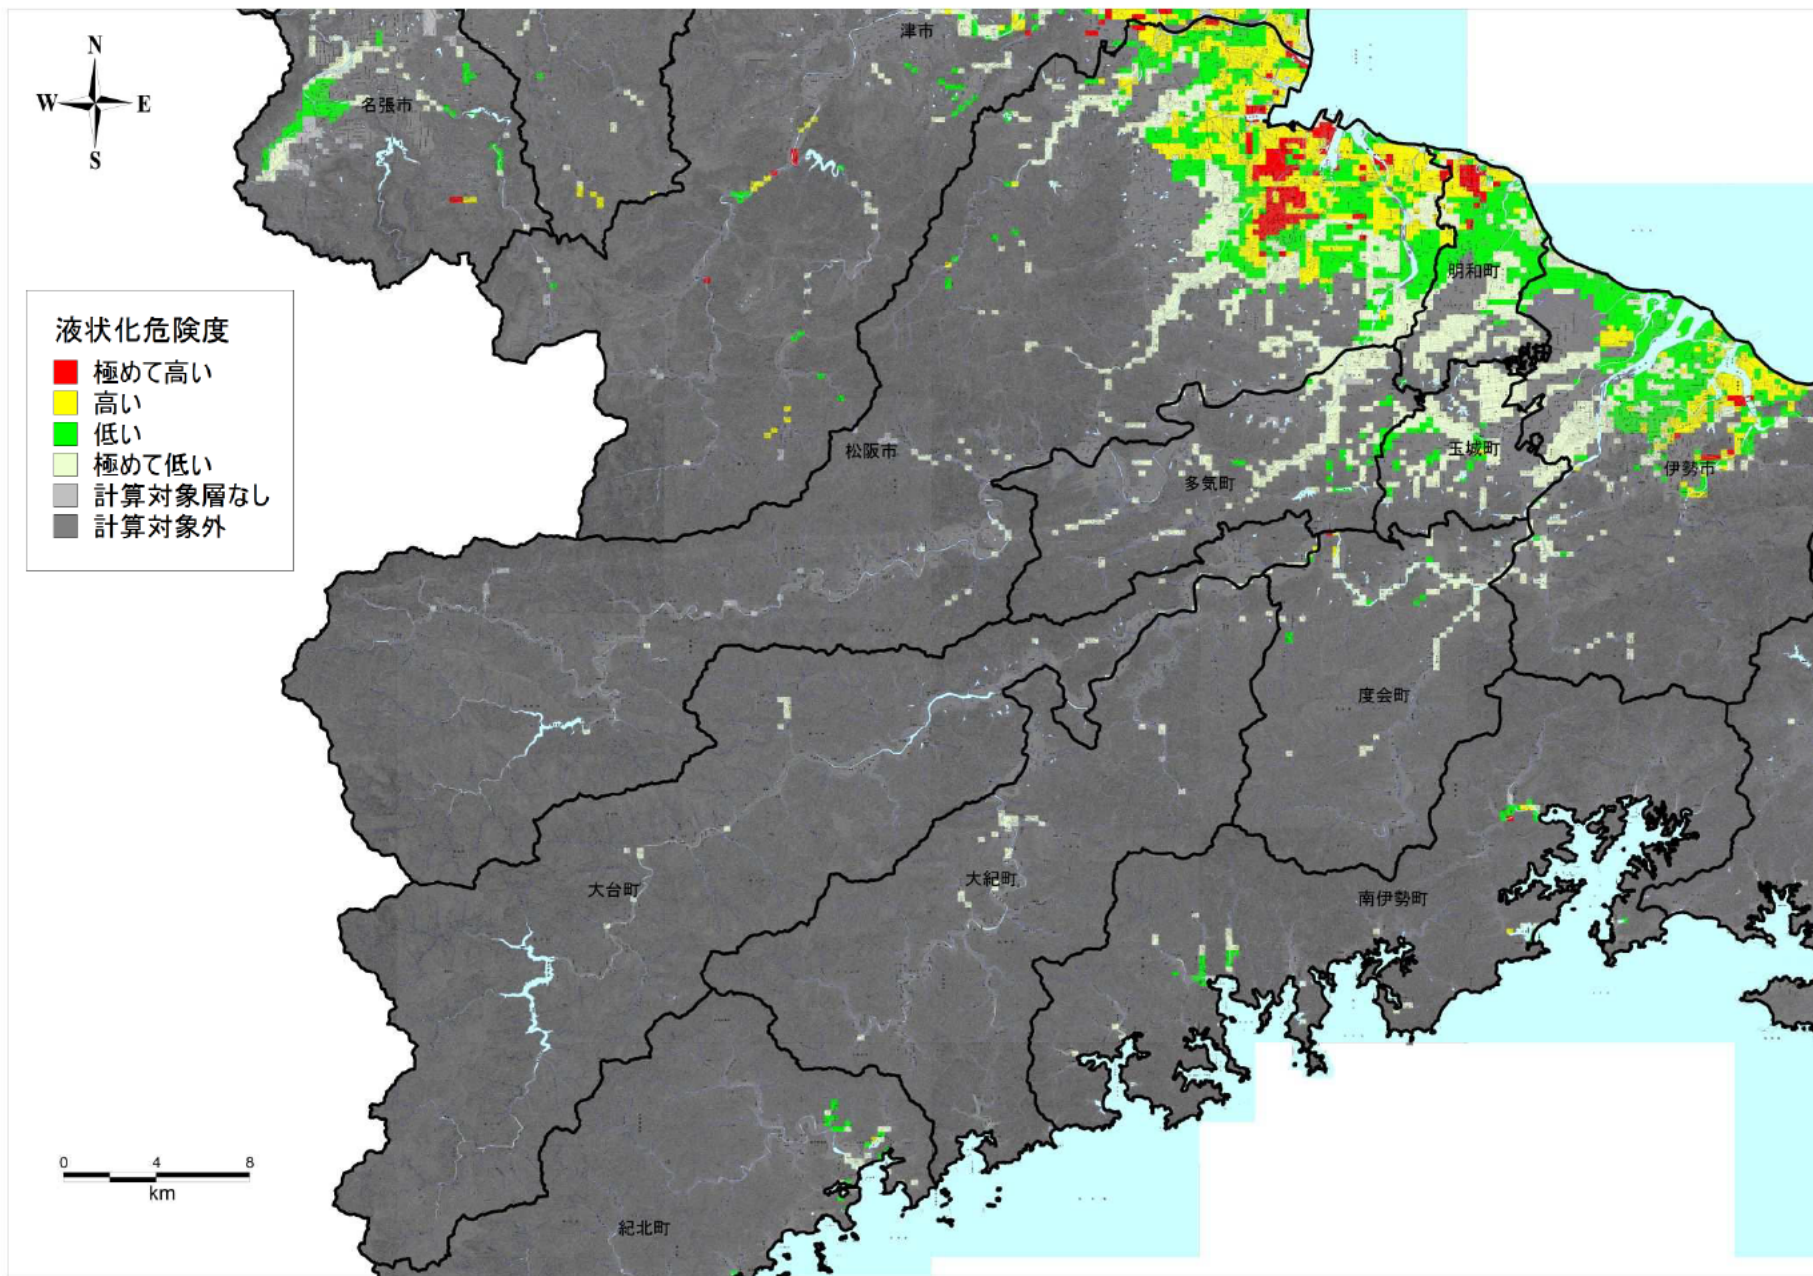 N
W
E
S
津市
名張市
液状化危険度
極めて高い
高い
低い
極めて低い
計算対象層なし
計算対象外
明和町
松阪市
玉城町
伊勢市
多気町
度会町
大台町
大紀町
南伊勢町
紀北町
0 4 8
km